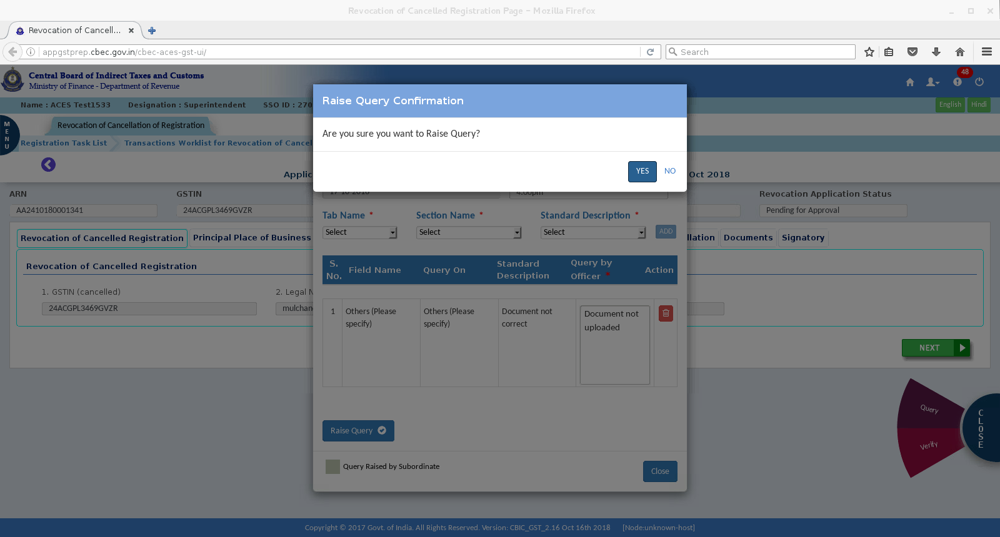 Revocation of Cancelled Registration Page - Mozilla Firefox
Revocation of Cancell...
appgstprep.cbec.gov.in/cbec-aces-gst-ui/
Search
Central Board of Indirect Taxes and Customs
Ministry of Finance - Department of Revenue
48
Name : ACES Test1533 Designation : Superintendent SSO ID : 270
English Hindi
MENU
Revocation of Cancellation of Registration
Registration Task List Transactions Worklist for Revocation of Cancel
Raise Query Confirmation
Are you sure you want to Raise Query?
YES NO
Applic
Oct 2018
ARN GSTIN Revocation Application Status
AA2410180001341 24ACGPL3469GVZR Pending for Approval
4:00pm
Tab Name * Section Name * Standard Description *
Select Select Select ADD
Revocation of Cancelled Registration Principal Place of Business
llation Documents Signatory
Revocation of Cancelled Registration
1. GSTIN (cancelled) 2. Legal N
24ACGPL3469GVZR mulchan
S. No. Field Name Query On Standard Description Query by Officer * Action
1 Others (Please specify) Others (Please specify) Document not correct Document not uploaded
NEXT
Query
Verify
CLOSE
Raise Query
Query Raised by Subordinate
Close
Copyright © 2017 Govt. of India. All Rights Reserved. Version: CBIC_GST_2.16 Oct 16th 2018 [Node:unknown-host]